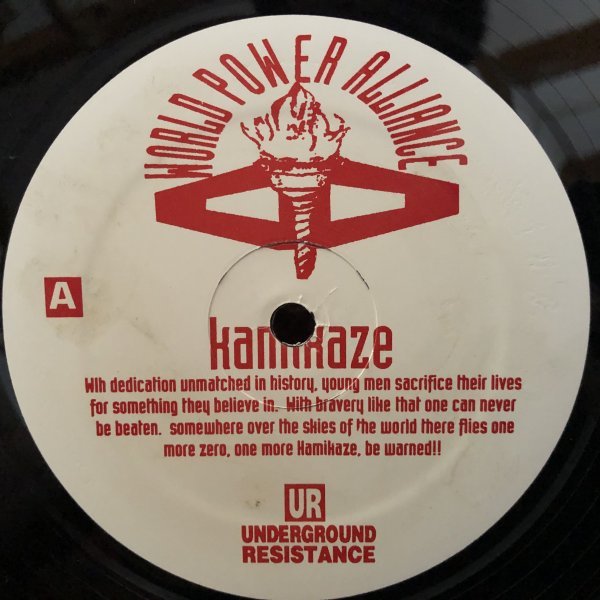 WORLD POWER ALLIANCE
A
kamikaze
Wih dedication unmatched in history, young men sacrifice their lives
for something they believe in. With bravery like that one can never
be beaten. somewhere over the skies of the world there flies one
more zero, one more Kamikaze, be warned!!
UR
UNDERGROUND
RESISTANCE